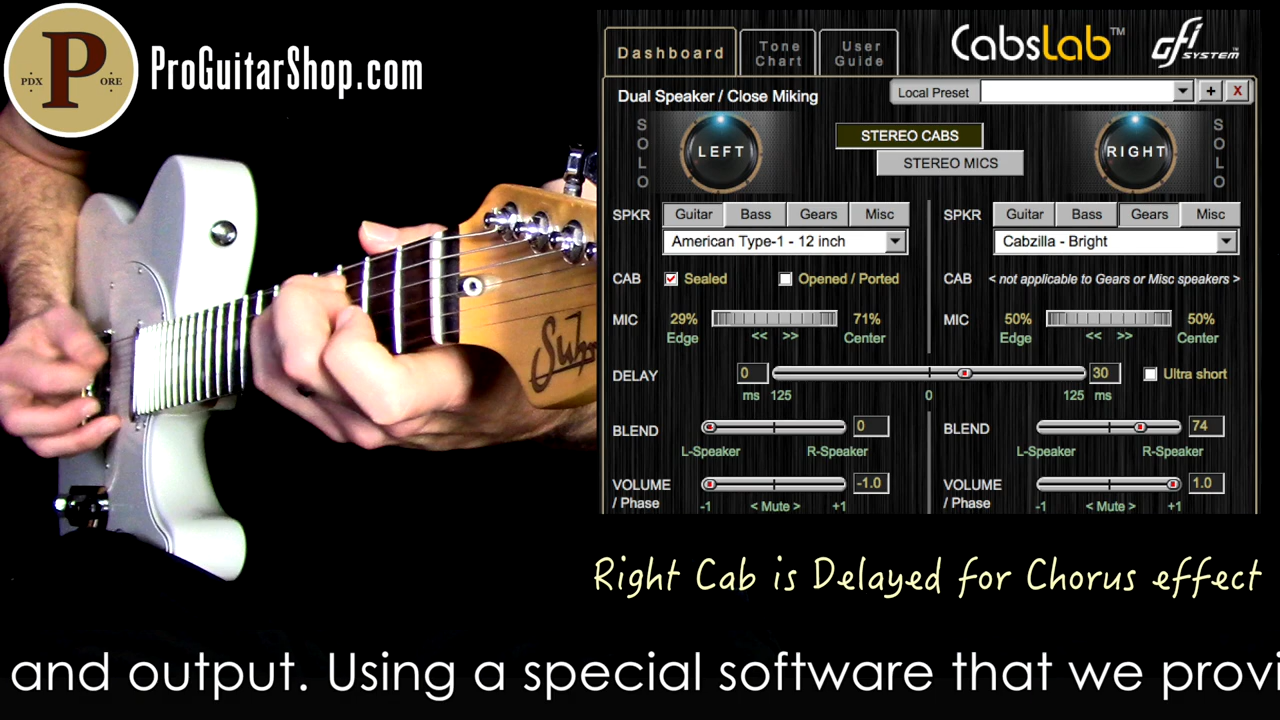 P
PDX
ORE
ProGuitarShop.com
Dashboard
Tone Chart
User Guide
CabsLab™
gfi SYSTEM™
Dual Speaker / Close Miking
Local Preset
+
X
SOLO
LEFT
STEREO CABS
STEREO MICS
RIGHT
SOLO
SPKR Guitar Bass Gears Misc
American Type-1 - 12 inch
SPKR Guitar Bass Gears Misc
Cabzilla - Bright
CAB Sealed Opened / Ported
CAB < not applicable to Gears or Misc speakers >
MIC 29% 71%
Edge << >> Center
MIC 50% 50%
Edge << >> Center
DELAY 0 30 Ultra short
ms 125 0 125 ms
BLEND 0
L-Speaker R-Speaker
BLEND 74
L-Speaker R-Speaker
VOLUME -1.0
/ Phase -1 < Mute > +1
VOLUME 1.0
/ Phase -1 < Mute > +1
Right Cab is Delayed for Chorus effect
and output. Using a special software that we provi